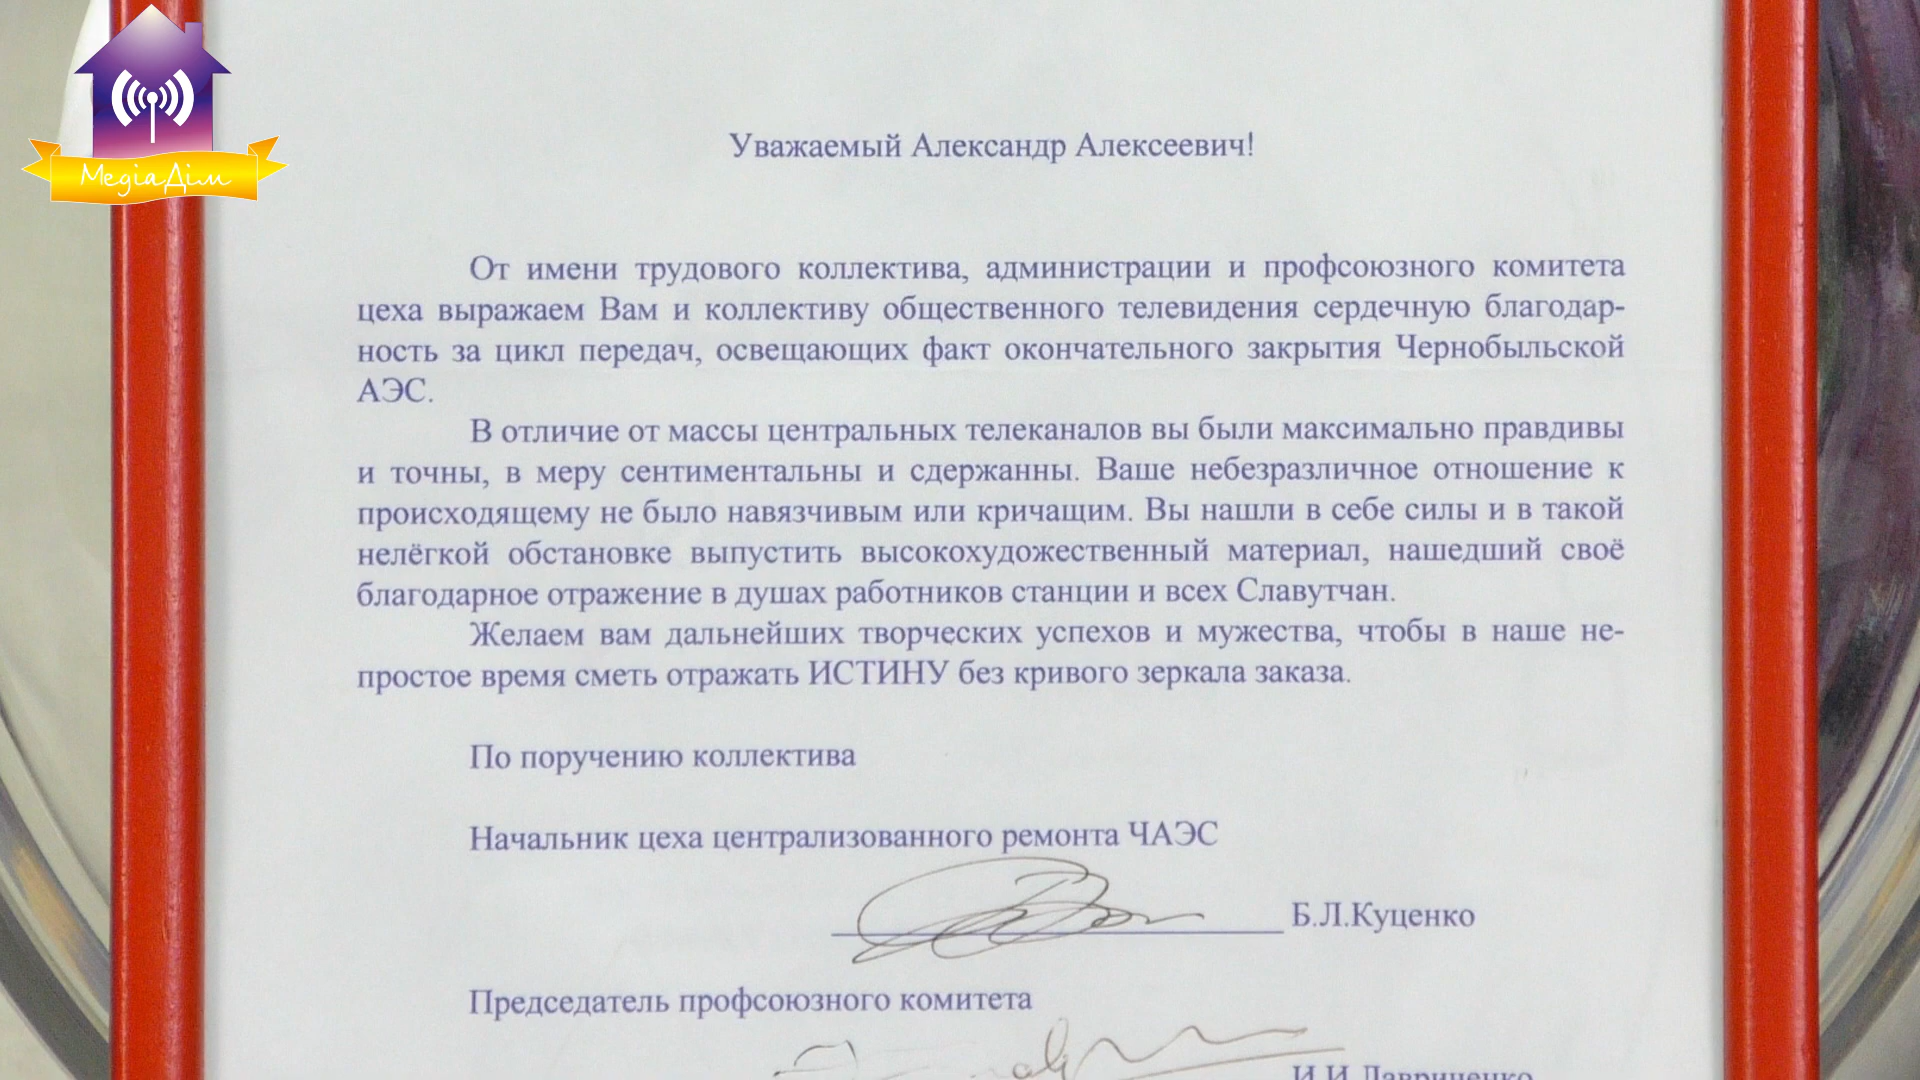 МедіаДім
Уважаемый Александр Алексеевич!
От имени трудового коллектива, администрации и профсоюзного комитета
цеха выражаем Вам и коллективу общественного телевидения сердечную благодар-
ность за цикл передач, освещающих факт окончательного закрытия Чернобыльской
АЭС.
В отличие от массы центральных телеканалов вы были максимально правдивы
и точны, в меру сентиментальны и сдержанны. Ваше небезразличное отношение к
происходящему не было навязчивым или кричащим. Вы нашли в себе силы и в такой
нелёгкой обстановке выпустить высокохудожественный материал, нашедший своё
благодарное отражение в душах работников станции и всех Славутчан.
Желаем вам дальнейших творческих успехов и мужества, чтобы в наше не-
простое время сметь отражать ИСТИНУ без кривого зеркала заказа.
По поручению коллектива
Начальник цеха централизованного ремонта ЧАЭС
Б.Л.Куценко
Председатель профсоюзного комитета
И.И.Лавриненко